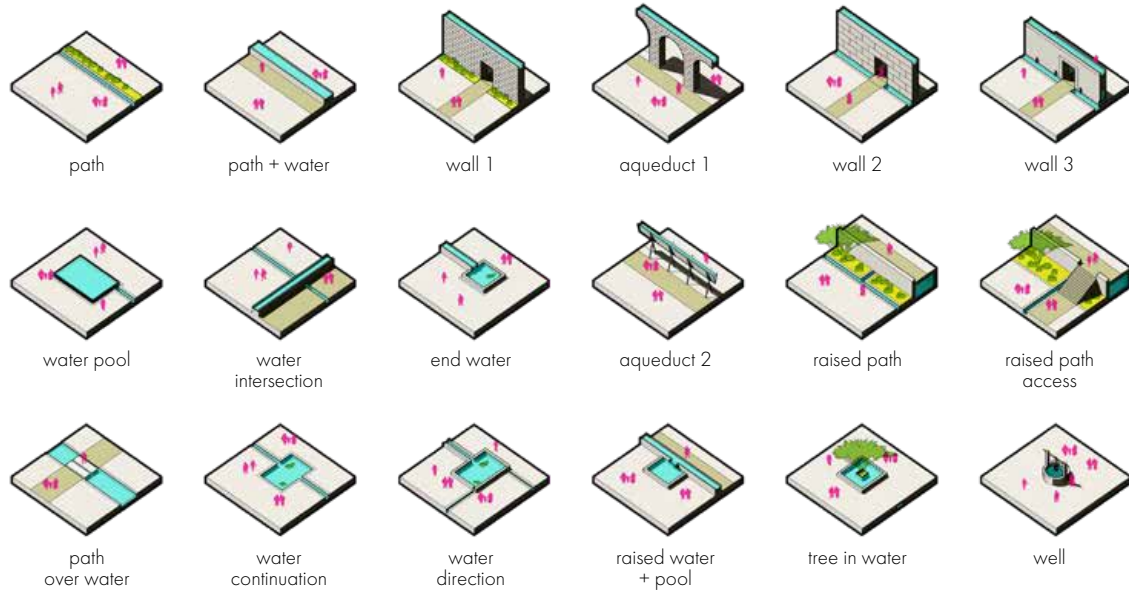 path
path + water
wall 1
aqueduct 1
wall 2
wall 3
water pool
water
intersection
end water
aqueduct 2
raised path
raised path
access
path
over water
water
continuation
water
direction
raised water
+ pool
tree in water
well